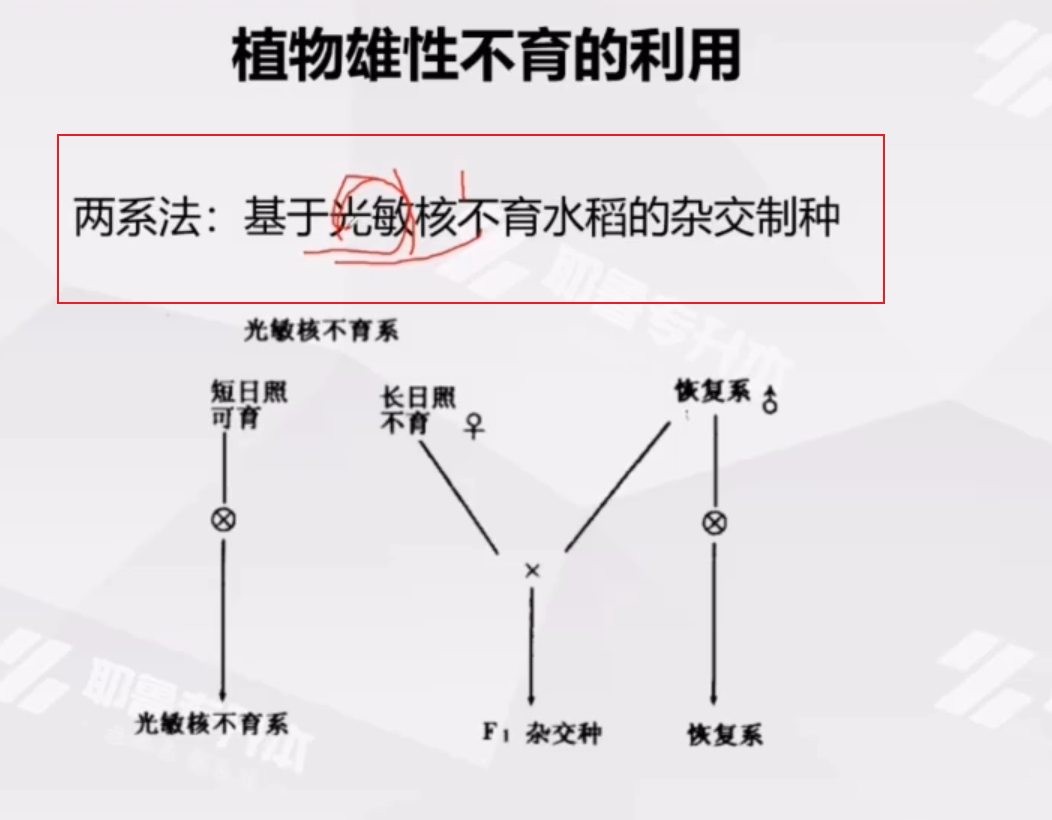 植物雄性不育的利用
两系法：基于光敏核不育水稻的杂交制种
光敏核不育系
短日照
可育
长日照
不育 ♀
恢复系 ♂
×
光敏核不育系
F₁ 杂交种
恢复系